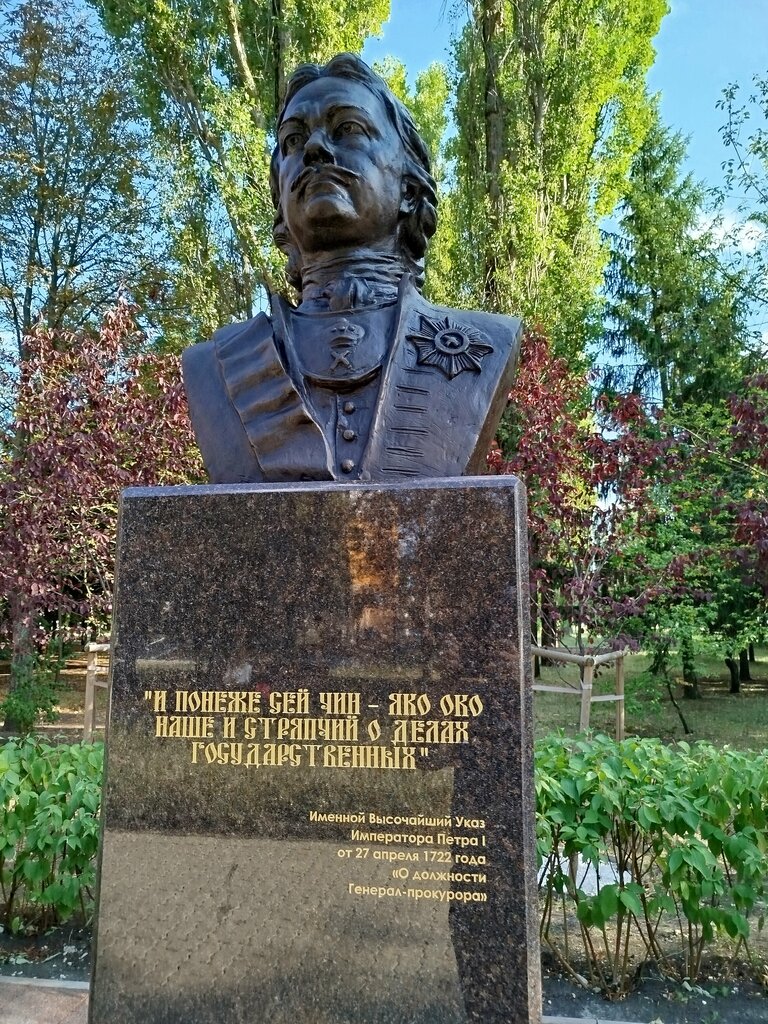 "И ПОНЕЖЕ СЕЙ ЧИН – ЯКО ОКО
НАШЕ И СТРЯПЧИЙ О ДЕЛАХ
ГОСУДАРСТВЕННЫХ"
Именной Высочайший Указ
Императора Петра I
от 27 апреля 1722 года
«О должности
Генерал-прокурора»